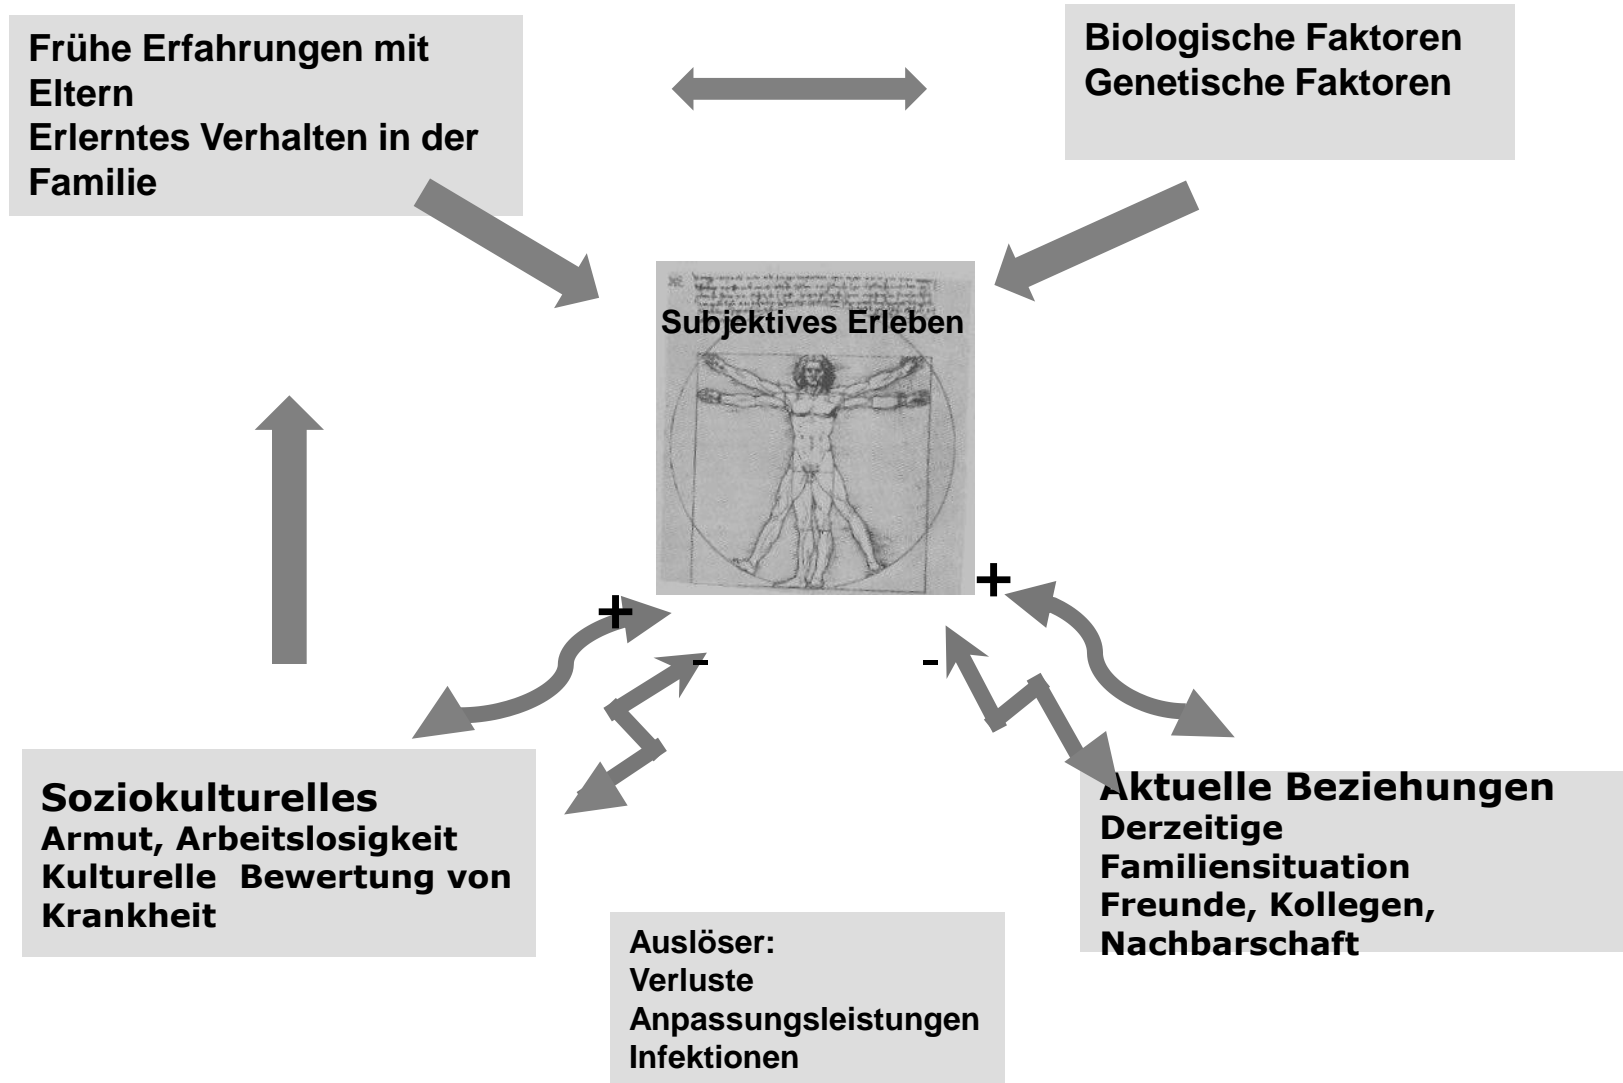 Frühe Erfahrungen mit
Eltern
Erlerntes Verhalten in der
Familie
Biologische Faktoren
Genetische Faktoren
Subjektives Erleben
+
+
-
-
Soziokulturelles
Armut, Arbeitslosigkeit
Kulturelle  Bewertung von
Krankheit
Aktuelle Beziehungen
Derzeitige
Familiensituation
Freunde, Kollegen,
Nachbarschaft
Auslöser:
Verluste
Anpassungsleistungen
Infektionen